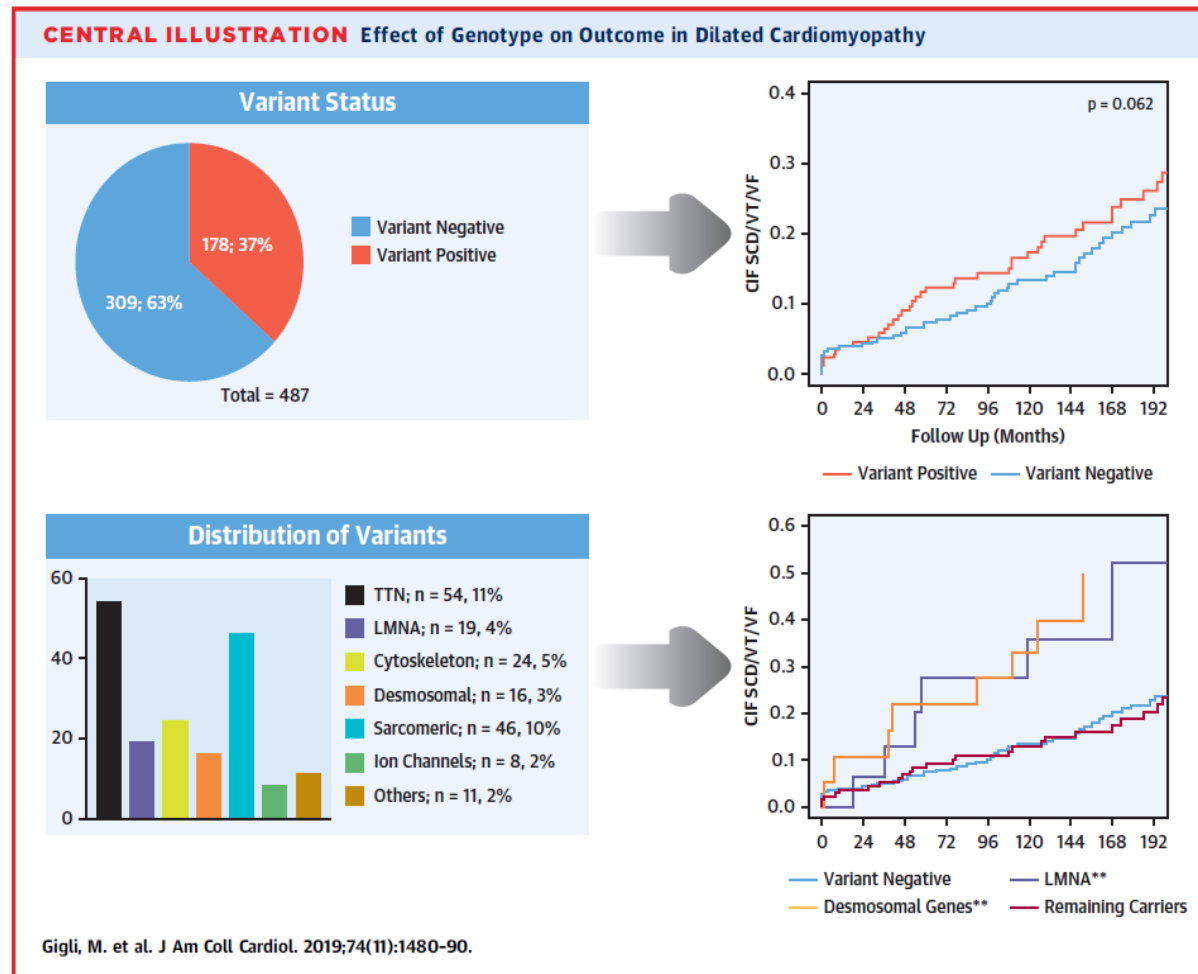 CENTRAL ILLUSTRATION Effect of Genotype on Outcome in Dilated Cardiomyopathy
Variant Status
178; 37%
309; 63%
Total = 487
Variant Negative
Variant Positive
p = 0.062
CIF SCD/VT/VF
0.4
0.3
0.2
0.1
0.0
0 24 48 72 96 120 144 168 192
Follow Up (Months)
Variant Positive Variant Negative
Distribution of Variants
60
40
20
0
TTN; n = 54, 11%
LMNA; n = 19, 4%
Cytoskeleton; n = 24, 5%
Desmosomal; n = 16, 3%
Sarcomeric; n = 46, 10%
Ion Channels; n = 8, 2%
Others; n = 11, 2%
CIF SCD/VT/VF
0.6
0.5
0.4
0.3
0.2
0.1
0.0
0 24 48 72 96 120 144 168 192
Variant Negative LMNA**
Desmosomal Genes** Remaining Carriers
Gigli, M. et al. J Am Coll Cardiol. 2019;74(11):1480-90.